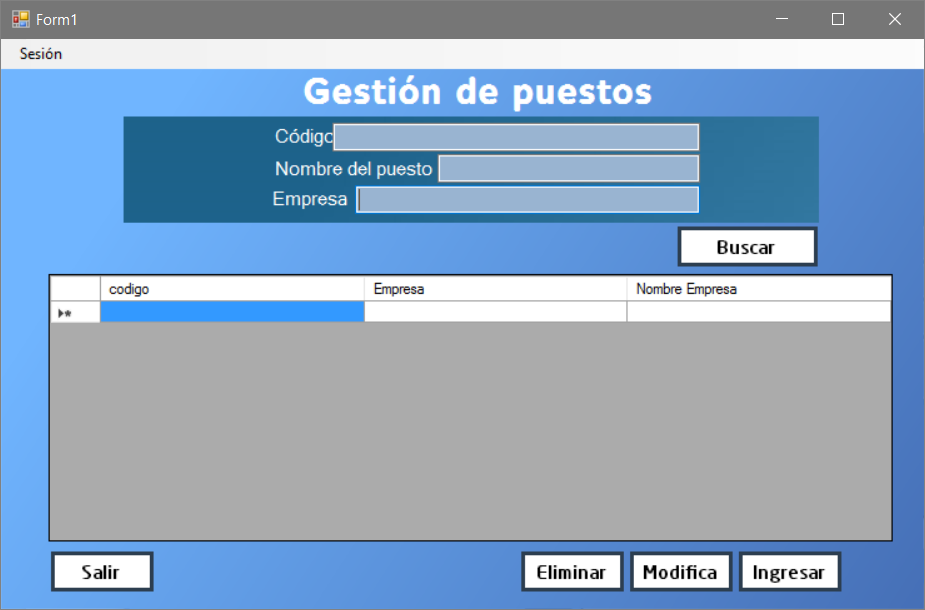 Form1
Sesión
Gestión de puestos
Código
Nombre del puesto
Empresa
Buscar
codigo Empresa Nombre Empresa
Salir Eliminar Modifica Ingresar